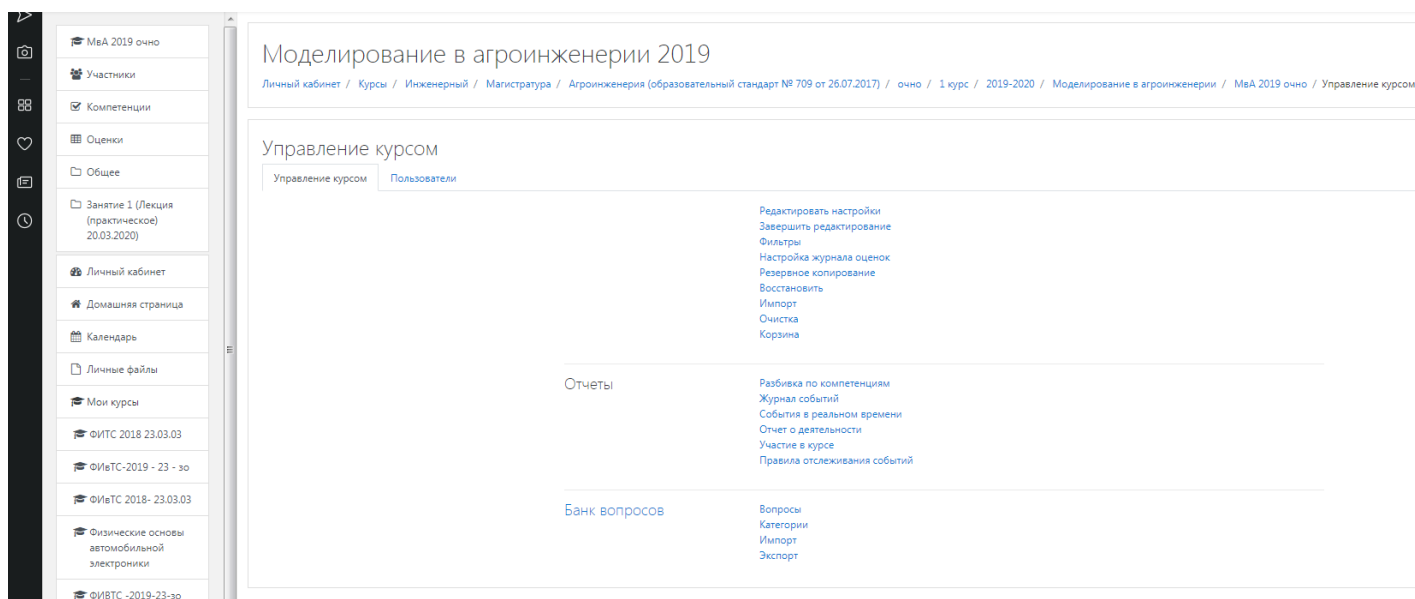 МвА 2019 очно
Участники
Компетенции
Оценки
Общее
Занятие 1 (Лекция
(практическое)
20.03.2020)
Личный кабинет
Домашняя страница
Календарь
Личные файлы
Мои курсы
ФИТС 2018 23.03.03
ФИвТС-2019 - 23 - зо
ФИвТС 2018- 23.03.03
Физические основы
автомобильной
электроники
ФИВТС -2019-23-зо
Моделирование в агроинженерии 2019
Личный кабинет / Курсы / Инженерный / Магистратура / Агроинженерия (образовательный стандарт № 709 от 26.07.2017) / очно / 1 курс / 2019-2020 / Моделирование в агроинженерии / МвА 2019 очно / Управление курсом
Управление курсом
Управление курсом Пользователи
Редактировать настройки
Завершить редактирование
Фильтры
Настройка журнала оценок
Резервное копирование
Восстановить
Импорт
Очистка
Корзина
Отчеты
Разбивка по компетенциям
Журнал событий
События в реальном времени
Отчет о деятельности
Участие в курсе
Правила отслеживания событий
Банк вопросов
Вопросы
Категории
Импорт
Экспорт